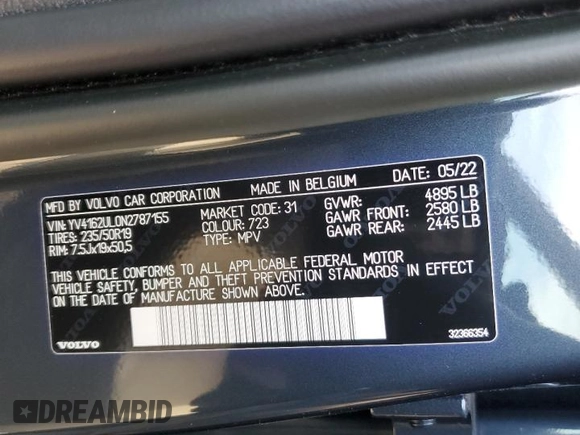 MFD BY VOLVO CAR CORPORATION MADE IN BELGIUM DATE: 05/22
VIN: YV4162UL0N2787155 MARKET CODE: 31 GVWR: 4895 LB
TIRES: 235/50R19 COLOUR: 723 GAWR FRONT: 2580 LB
RIM: 7.5Jx19x50,5 TYPE: MPV GAWR REAR: 2445 LB
THIS VEHICLE CONFORMS TO ALL APPLICABLE FEDERAL MOTOR
VEHICLE SAFETY, BUMPER AND THEFT PREVENTION STANDARDS IN EFFECT
ON THE DATE OF MANUFACTURE SHOWN ABOVE.
VOLVO 32366354
DREAMBID